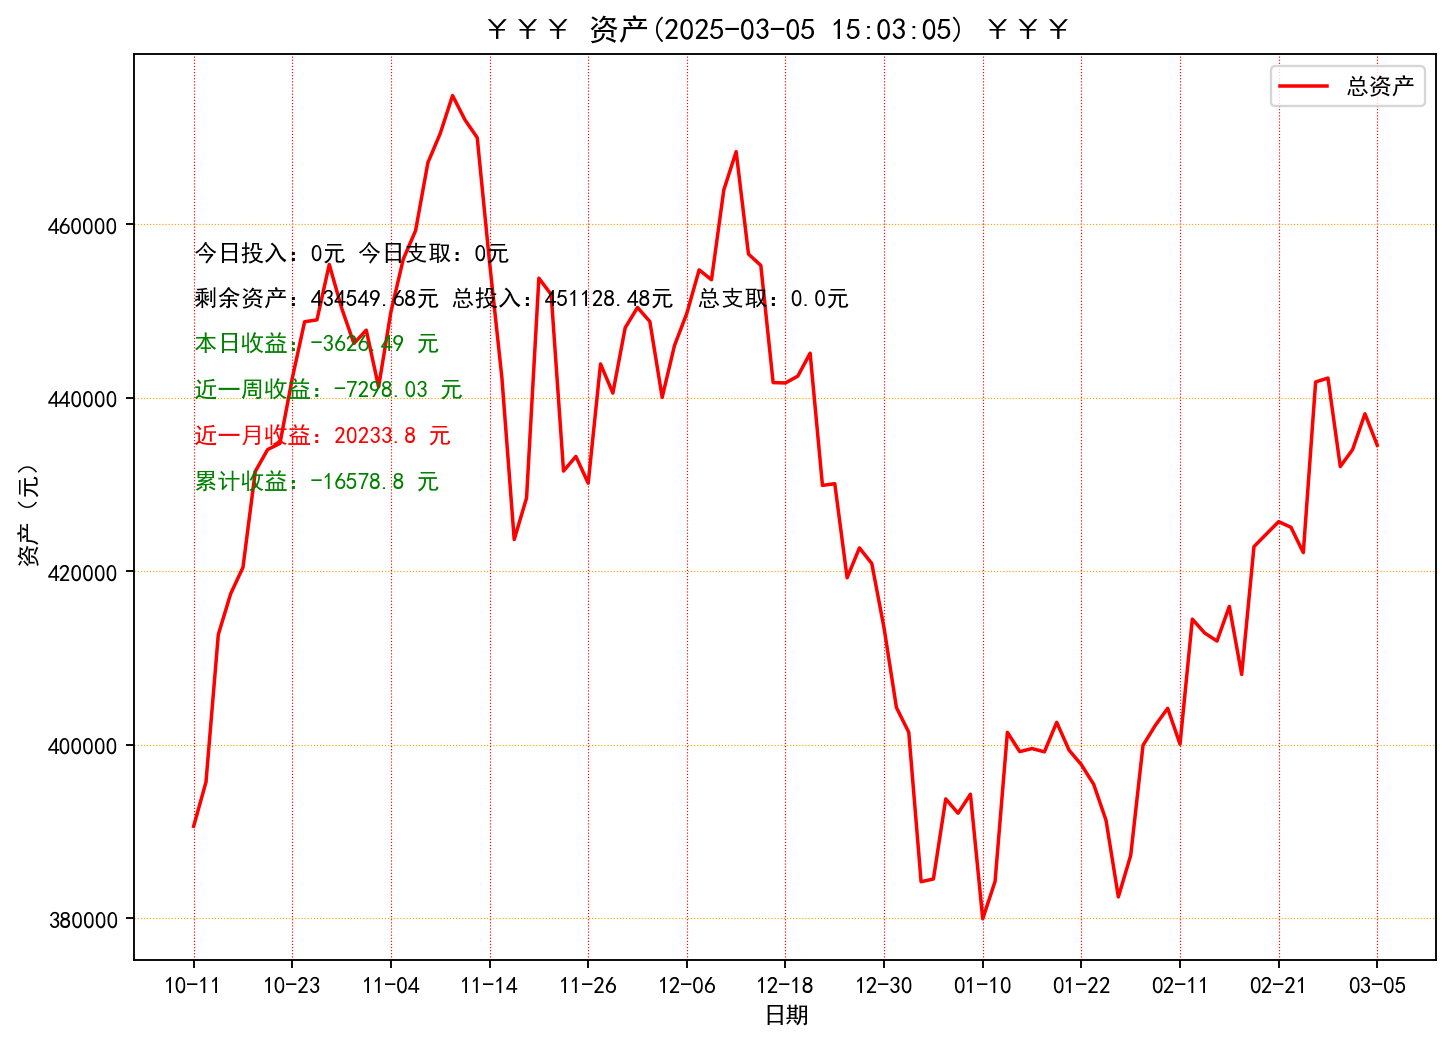 ￥￥￥ 资产(2025-03-05 15:03:05) ￥￥￥
总资产
460000
440000
420000
400000
380000
资产（元）
今日投入：0元 今日支取：0元
剩余资产：434549.68元 总投入：451128.48元  总支取：0.0元
本日收益：-3626.49 元
近一周收益：-7298.03 元
近一月收益：20233.8 元
累计收益：-16578.8 元
10-11 10-23 11-04 11-14 11-26 12-06 12-18 12-30 01-10 01-22 02-11 02-21 03-05
日期